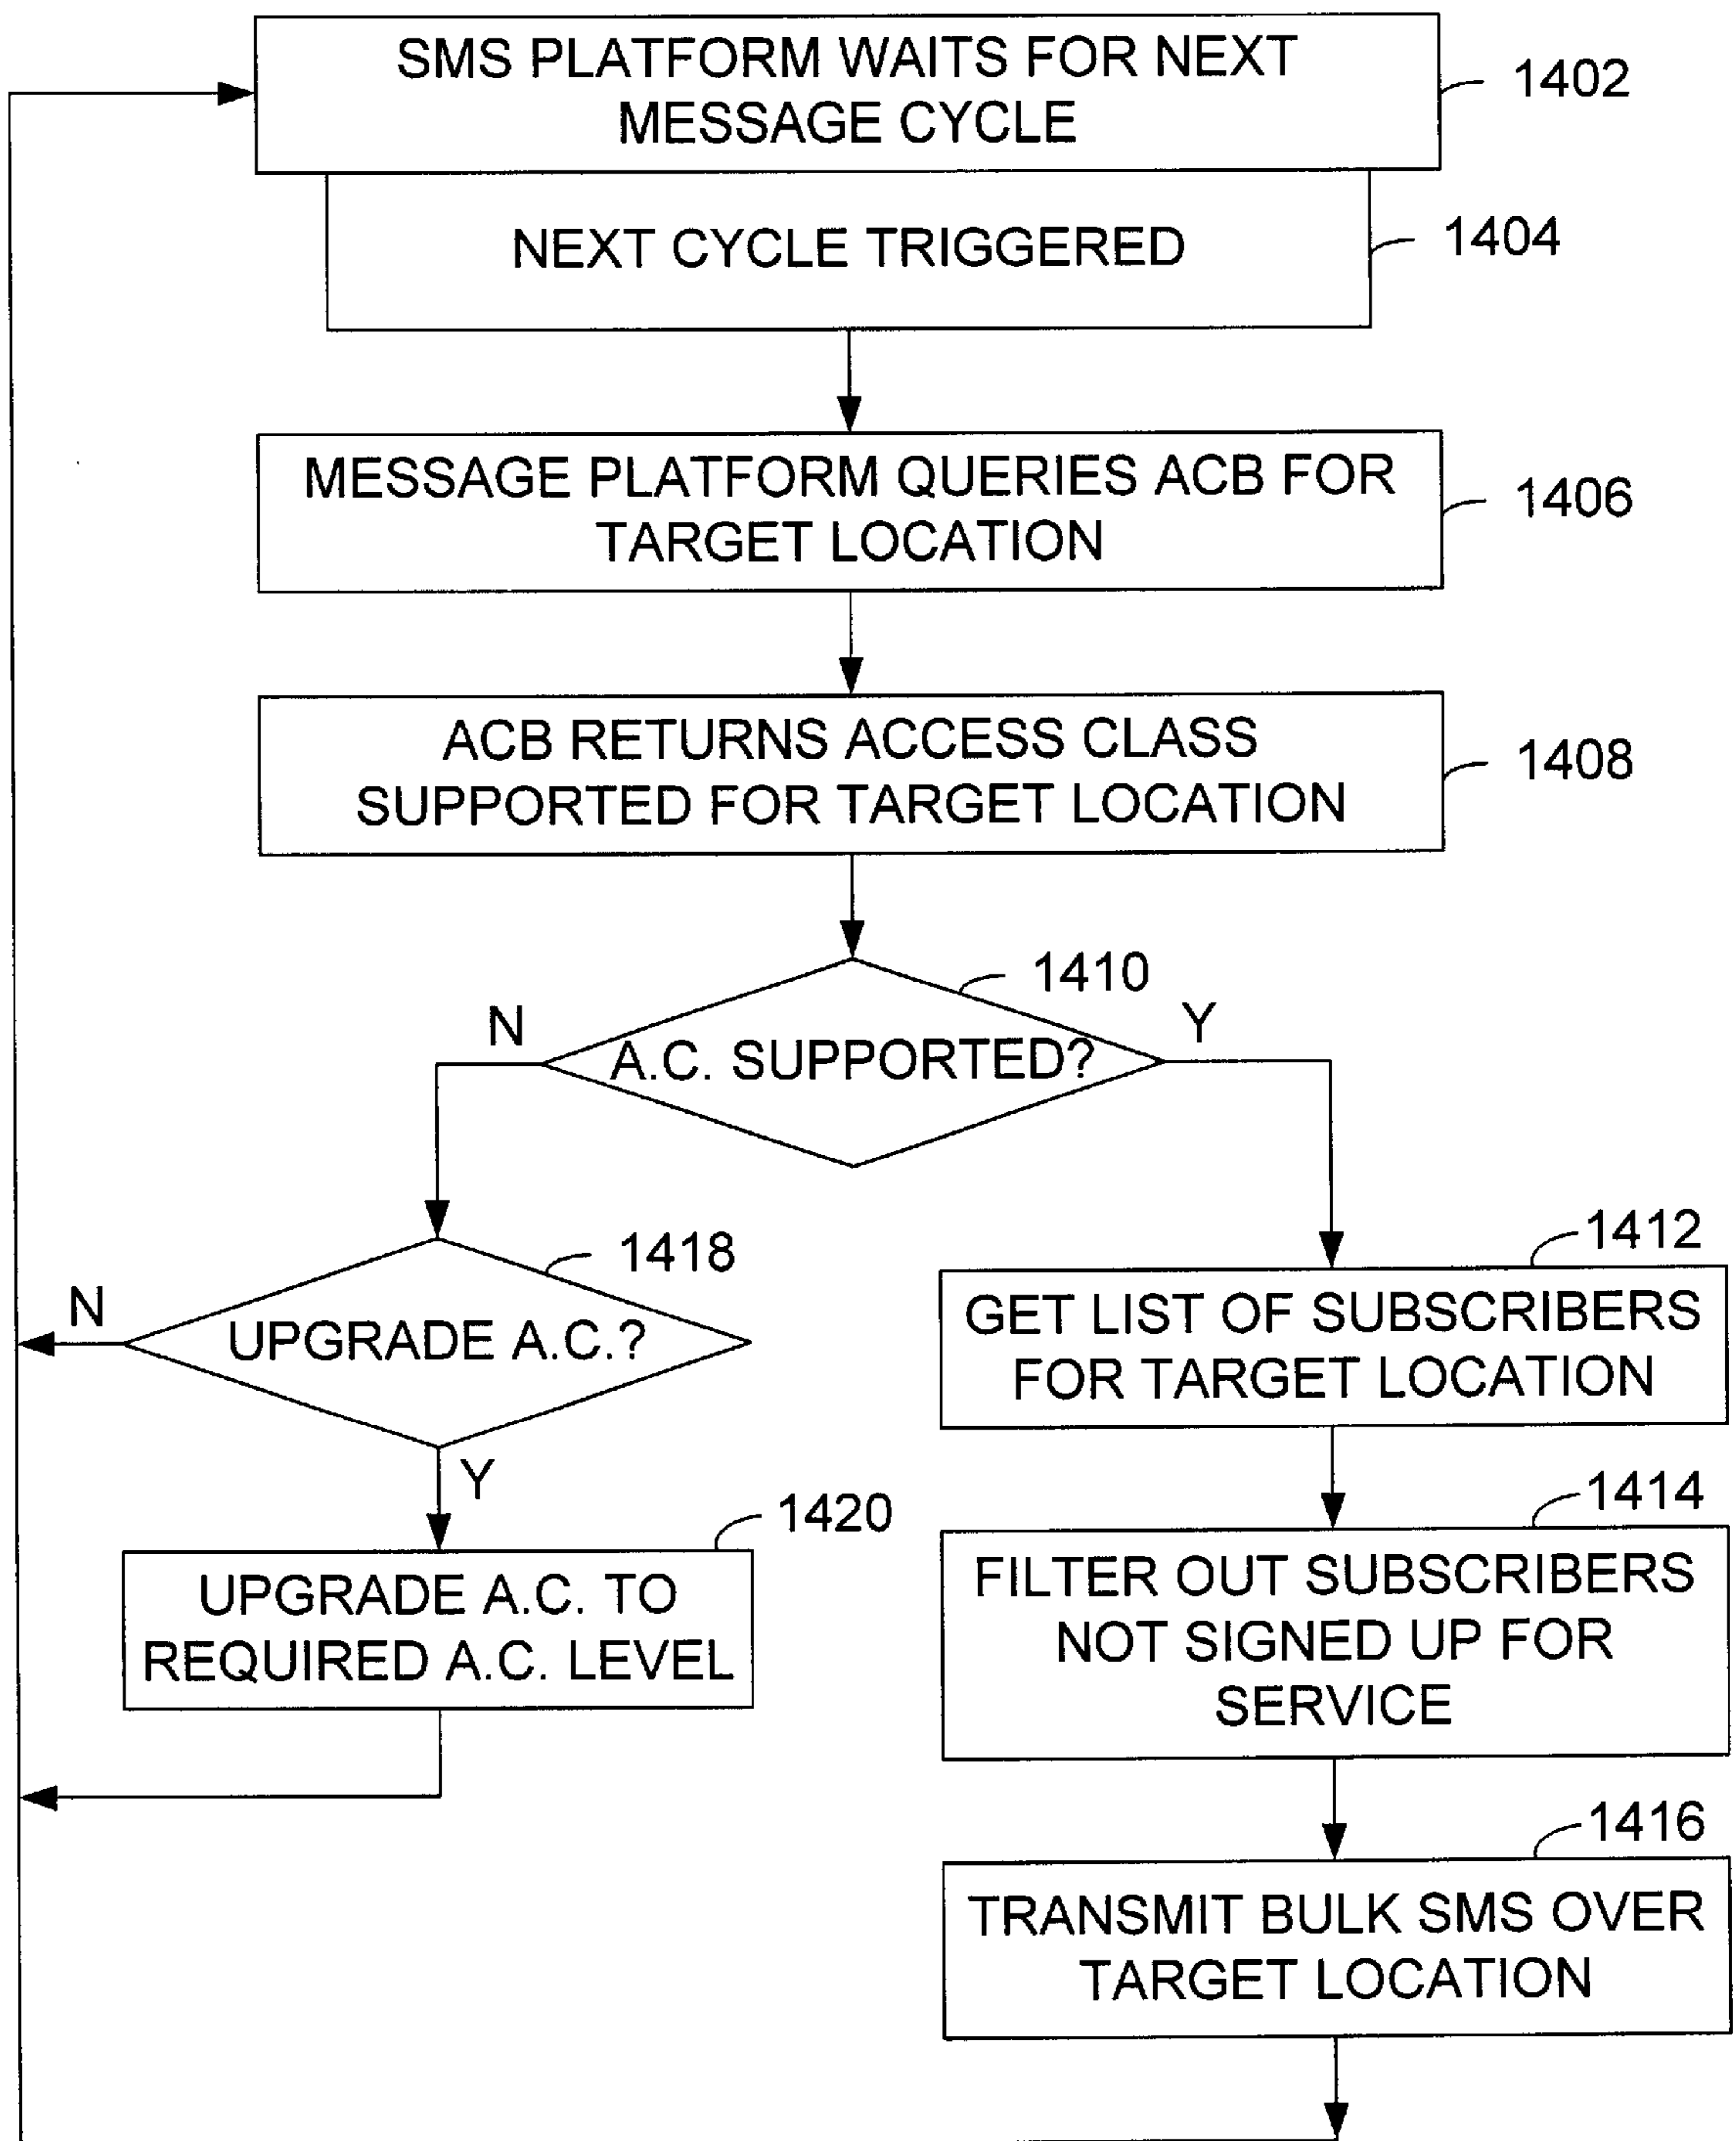 SMS PLATFORM WAITS FOR NEXT
MESSAGE CYCLE
1402
NEXT CYCLE TRIGGERED
1404
MESSAGE PLATFORM QUERIES ACB FOR
TARGET LOCATION
1406
ACB RETURNS ACCESS CLASS
SUPPORTED FOR TARGET LOCATION
1408
1410
N
Y
A.C. SUPPORTED?
1418
N
UPGRADE A.C.?
Y
1420
UPGRADE A.C. TO
REQUIRED A.C. LEVEL
1412
GET LIST OF SUBSCRIBERS
FOR TARGET LOCATION
1414
FILTER OUT SUBSCRIBERS
NOT SIGNED UP FOR
SERVICE
1416
TRANSMIT BULK SMS OVER
TARGET LOCATION